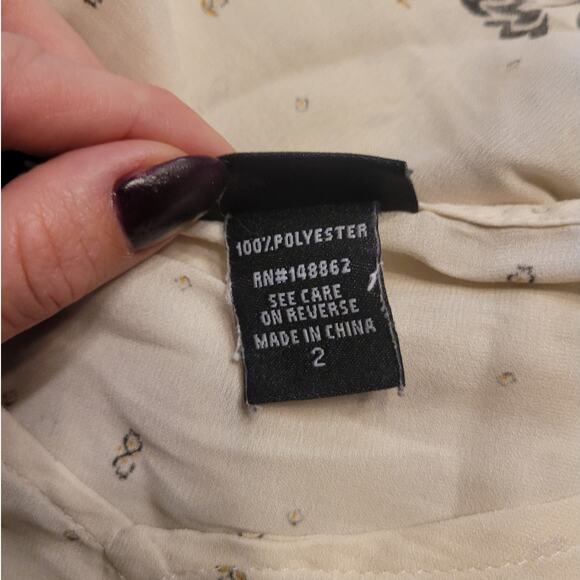 100%POLYESTER
RN#148862
SEE CARE
ON REVERSE
MADE IN CHINA
2